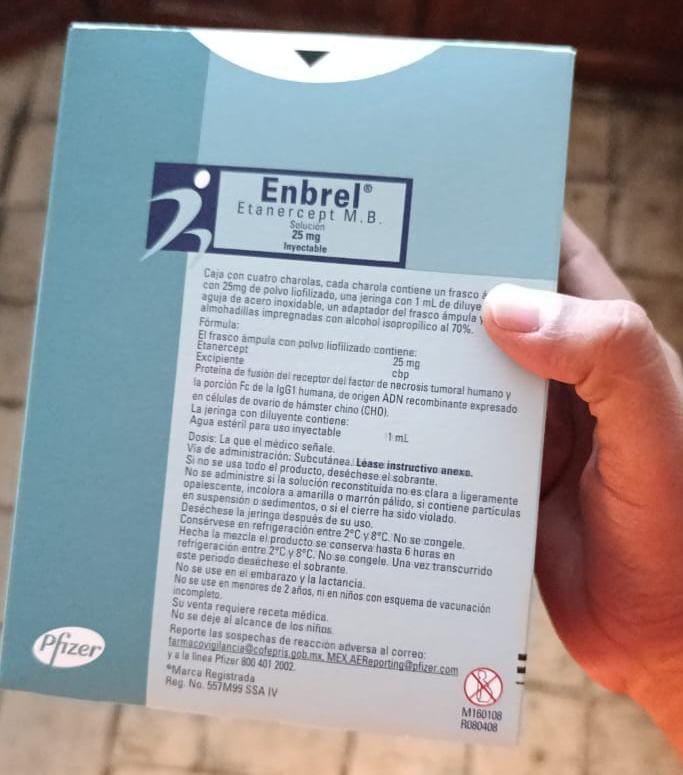 Enbrel®
Etanercept M.B.
Solución
25 mg
Inyectable
Caja con cuatro charolas, cada charola contiene un frasco
con 25mg de polvo liofilizado, una jeringa con 1 mL de diluye
aguja de acero inoxidable, un adaptador del frasco ámpula y
almohadillas impregnadas con alcohol isopropílico al 70%.
Fórmula:
El frasco ámpula con polvo liofilizado contiene:
Etanercept 25 mg
Excipiente cbp
Proteína de fusión del receptor del factor de necrosis tumoral humano y
la porción Fc de la IgG1 humana, de origen ADN recombinante expresado
en células de ovario de hámster chino (CHO).
La jeringa con diluyente contiene:
Agua estéril para uso inyectable 1 mL
Dosis: La que el médico señale.
Vía de administración: Subcutánea. Léase instructivo anexo.
Si no se usa todo el producto, deséchese el sobrante.
No se administre si la solución reconstituida no es clara a ligeramente
opalescente, incolora a amarilla o marrón pálido, si contiene partículas
en suspensión o sedimentos, o si el cierre ha sido violado.
Deséchese la jeringa después de su uso.
Consérvese en refrigeración entre 2°C y 8°C. No se congele.
Hecha la mezcla el producto se conserva hasta 6 horas en
refrigeración entre 2°C y 8°C. No se congele. Una vez transcurrido
este periodo deséchese el sobrante.
No se use en el embarazo y la lactancia.
No se use en menores de 2 años, ni en niños con esquema de vacunación
incompleto.
Su venta requiere receta médica.
No se deje al alcance de los niños.
Reporte las sospechas de reacción adversa al correo:
farmacovigilancia@cofepris.gob.mx, MEX.AEReporting@pfizer.com
y a la línea Pfizer 800 401 2002.
®Marca Registrada
Reg. No. 557M99 SSA IV
Pfizer
M160108
R080408